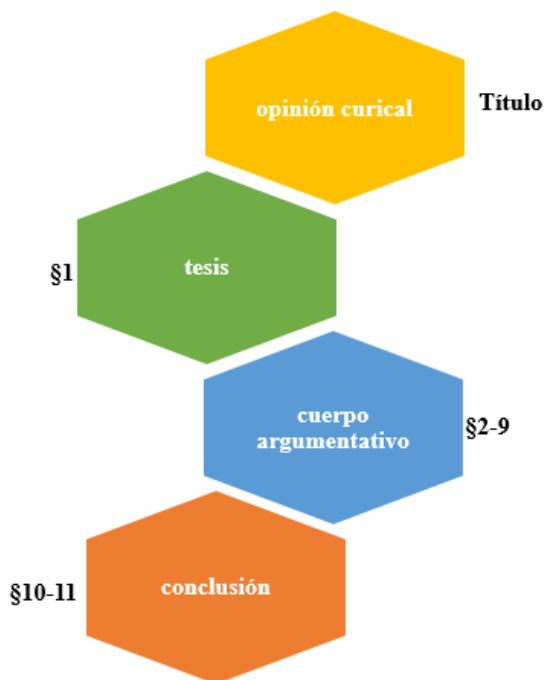 opinión curical
Título
§1
tesis
cuerpo
argumentativo
§2-9
§10-11
conclusión